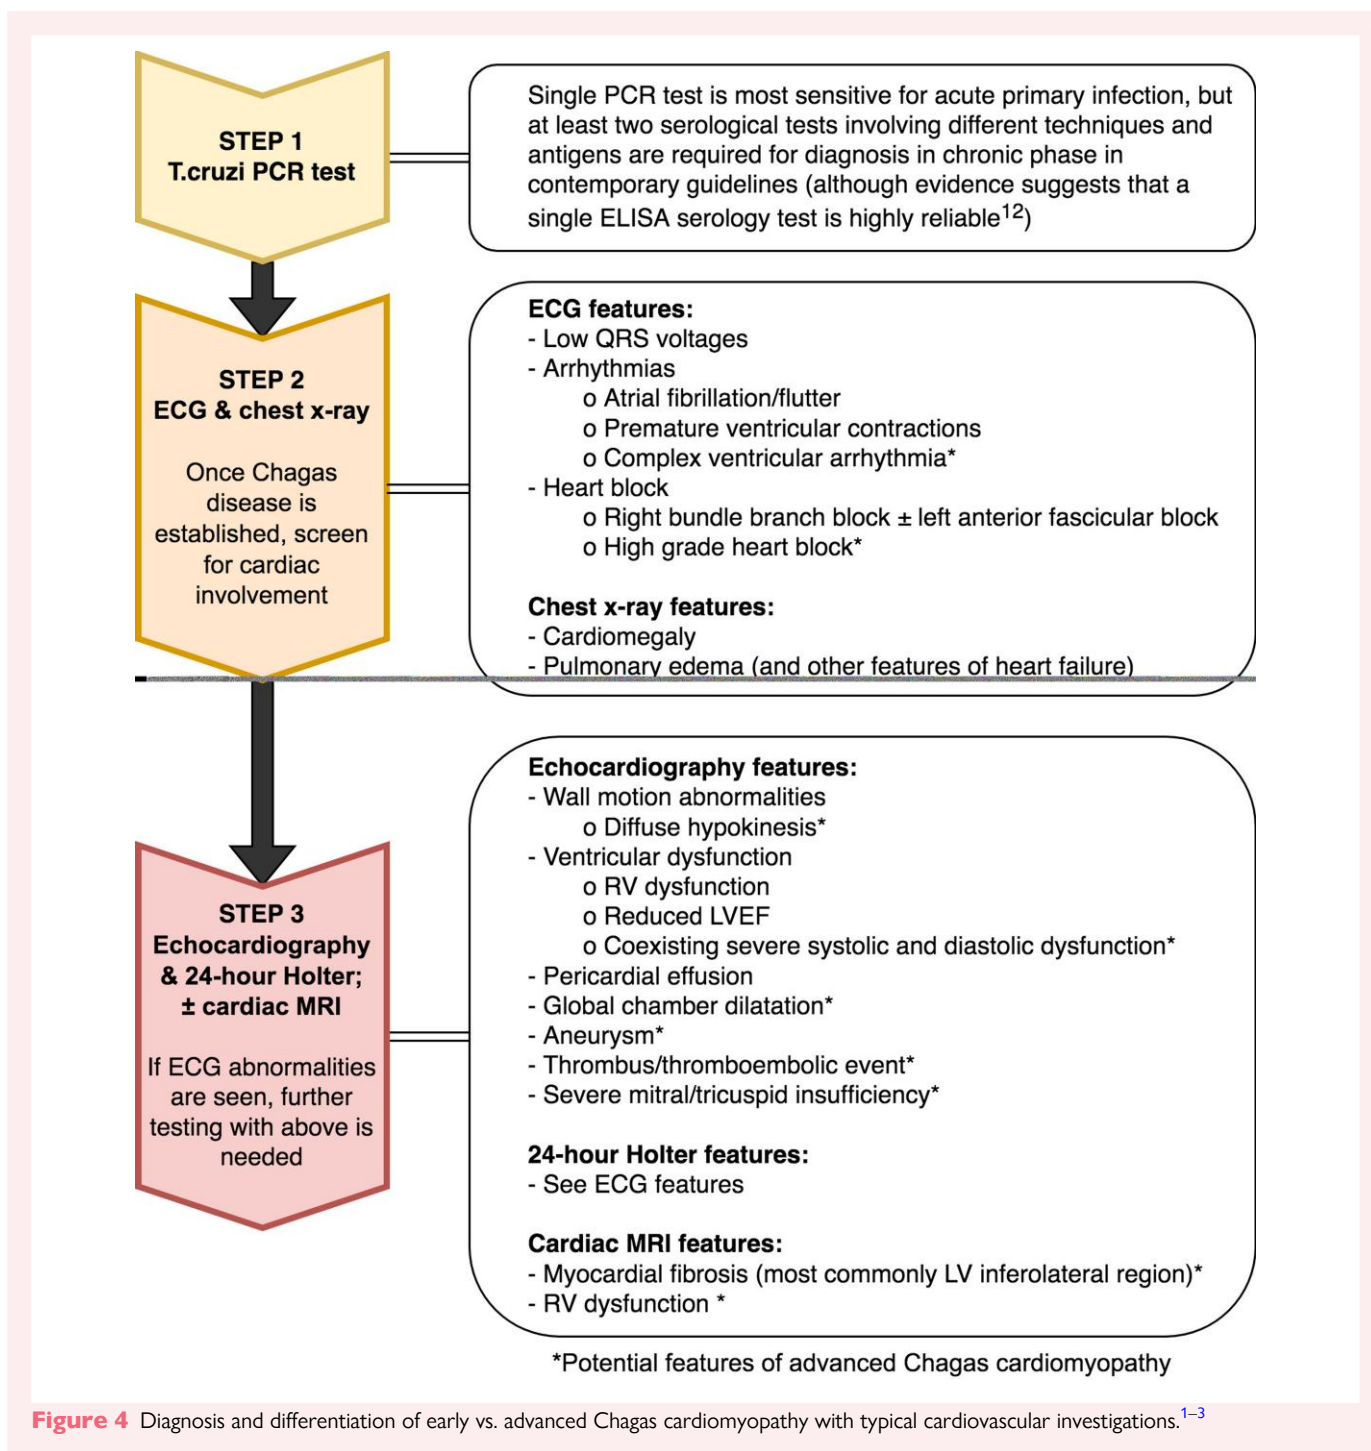 STEP 1
T.cruzi PCR test
Single PCR test is most sensitive for acute primary infection, but
at least two serological tests involving different techniques and
antigens are required for diagnosis in chronic phase in
contemporary guidelines (although evidence suggests that a
single ELISA serology test is highly reliable12)
STEP 2
ECG & chest x-ray
Once Chagas
disease is
established, screen
for cardiac
involvement
ECG features:
- Low QRS voltages
- Arrhythmias
o Atrial fibrillation/flutter
o Premature ventricular contractions
o Complex ventricular arrhythmia*
- Heart block
o Right bundle branch block ± left anterior fascicular block
o High grade heart block*
Chest x-ray features:
- Cardiomegaly
- Pulmonary edema (and other features of heart failure)
STEP 3
Echocardiography
& 24-hour Holter;
± cardiac MRI
If ECG abnormalities
are seen, further
testing with above is
needed
Echocardiography features:
- Wall motion abnormalities
o Diffuse hypokinesis*
- Ventricular dysfunction
o RV dysfunction
o Reduced LVEF
o Coexisting severe systolic and diastolic dysfunction*
- Pericardial effusion
- Global chamber dilatation*
- Aneurysm*
- Thrombus/thromboembolic event*
- Severe mitral/tricuspid insufficiency*
24-hour Holter features:
- See ECG features
Cardiac MRI features:
- Myocardial fibrosis (most commonly LV inferolateral region)*
- RV dysfunction *
*Potential features of advanced Chagas cardiomyopathy
Figure 4 Diagnosis and differentiation of early vs. advanced Chagas cardiomyopathy with typical cardiovascular investigations.1–3